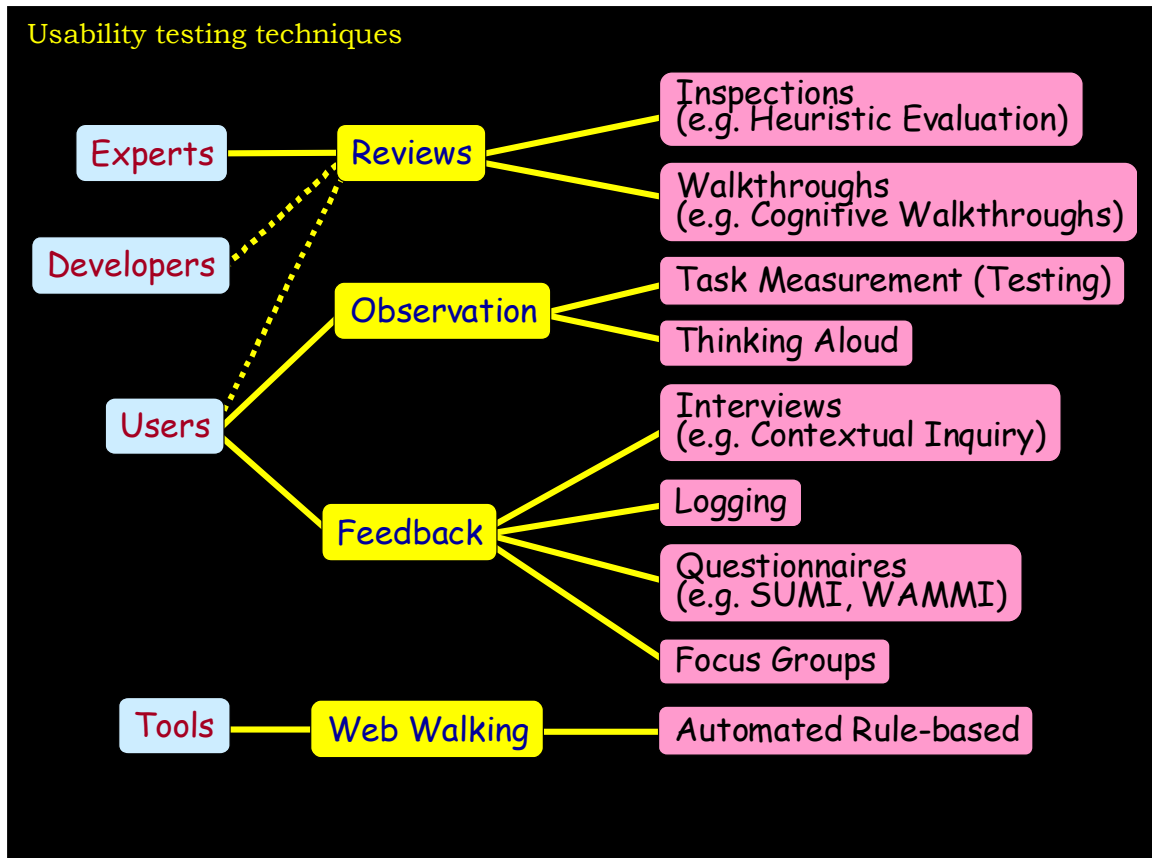 Usability testing techniques
Experts
Developers
Users
Tools
Reviews
Observation
Feedback
Web Walking
Inspections
(e.g. Heuristic Evaluation)
Walkthroughs
(e.g. Cognitive Walkthroughs)
Task Measurement (Testing)
Thinking Aloud
Interviews
(e.g. Contextual Inquiry)
Logging
Questionnaires
(e.g. SUMI, WAMMI)
Focus Groups
Automated Rule-based